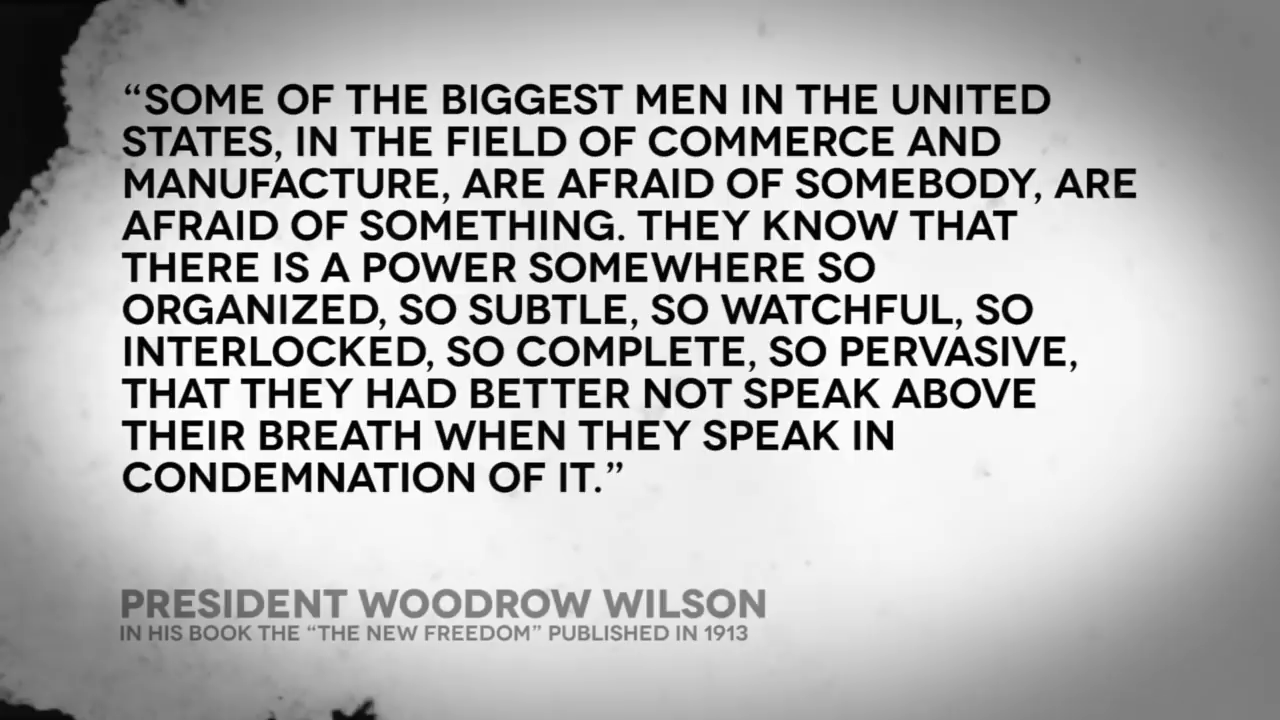 “SOME OF THE BIGGEST MEN IN THE UNITED
STATES, IN THE FIELD OF COMMERCE AND
MANUFACTURE, ARE AFRAID OF SOMEBODY, ARE
AFRAID OF SOMETHING. THEY KNOW THAT
THERE IS A POWER SOMEWHERE SO
ORGANIZED, SO SUBTLE, SO WATCHFUL, SO
INTERLOCKED, SO COMPLETE, SO PERVASIVE,
THAT THEY HAD BETTER NOT SPEAK ABOVE
THEIR BREATH WHEN THEY SPEAK IN
CONDEMNATION OF IT.”
PRESIDENT WOODROW WILSON
IN HIS BOOK THE “THE NEW FREEDOM” PUBLISHED IN 1913